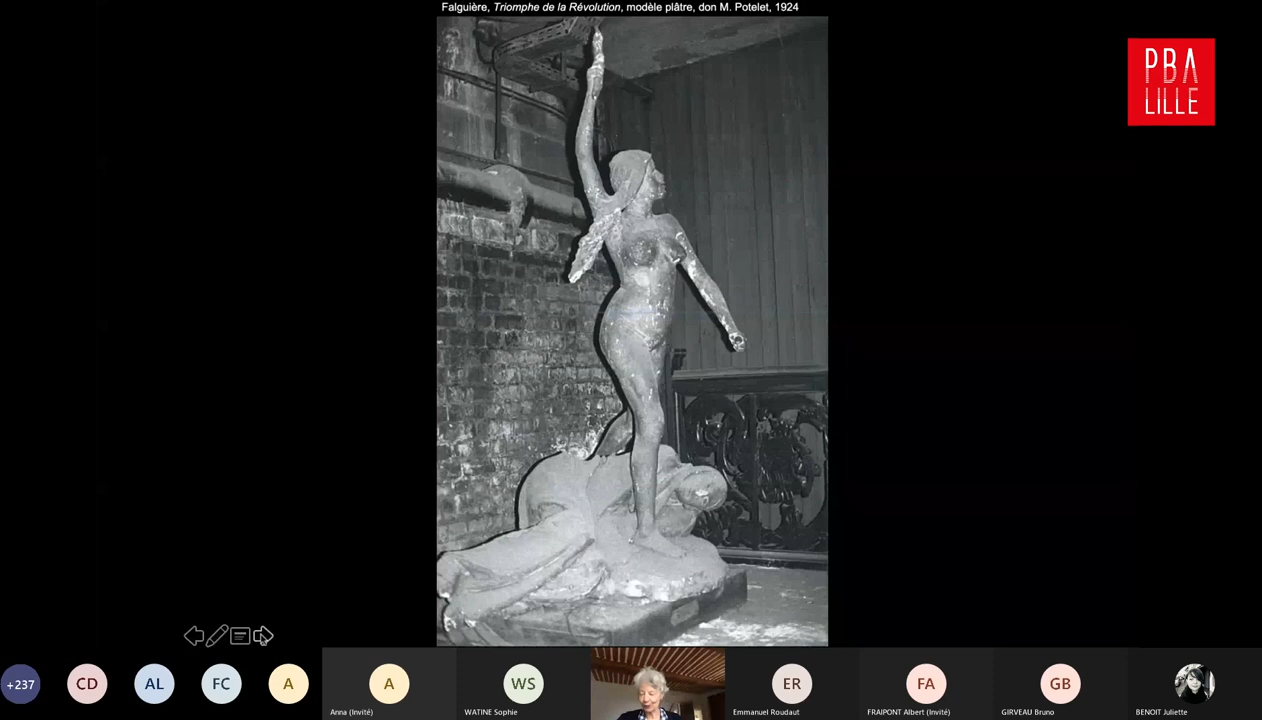 Falguière, Triomphe de la Révolution, modèle plâtre, don M. Potelet, 1924
PBA
LILLE
+237
CD
AL
FC
A
A
WS
ER
FA
GB
Anna (Invité)
WATINE Sophie
Emmanuel Roudaut
FRAIPONT Albert (Invité)
GIRVEAU Bruno
BENOIT Juliette